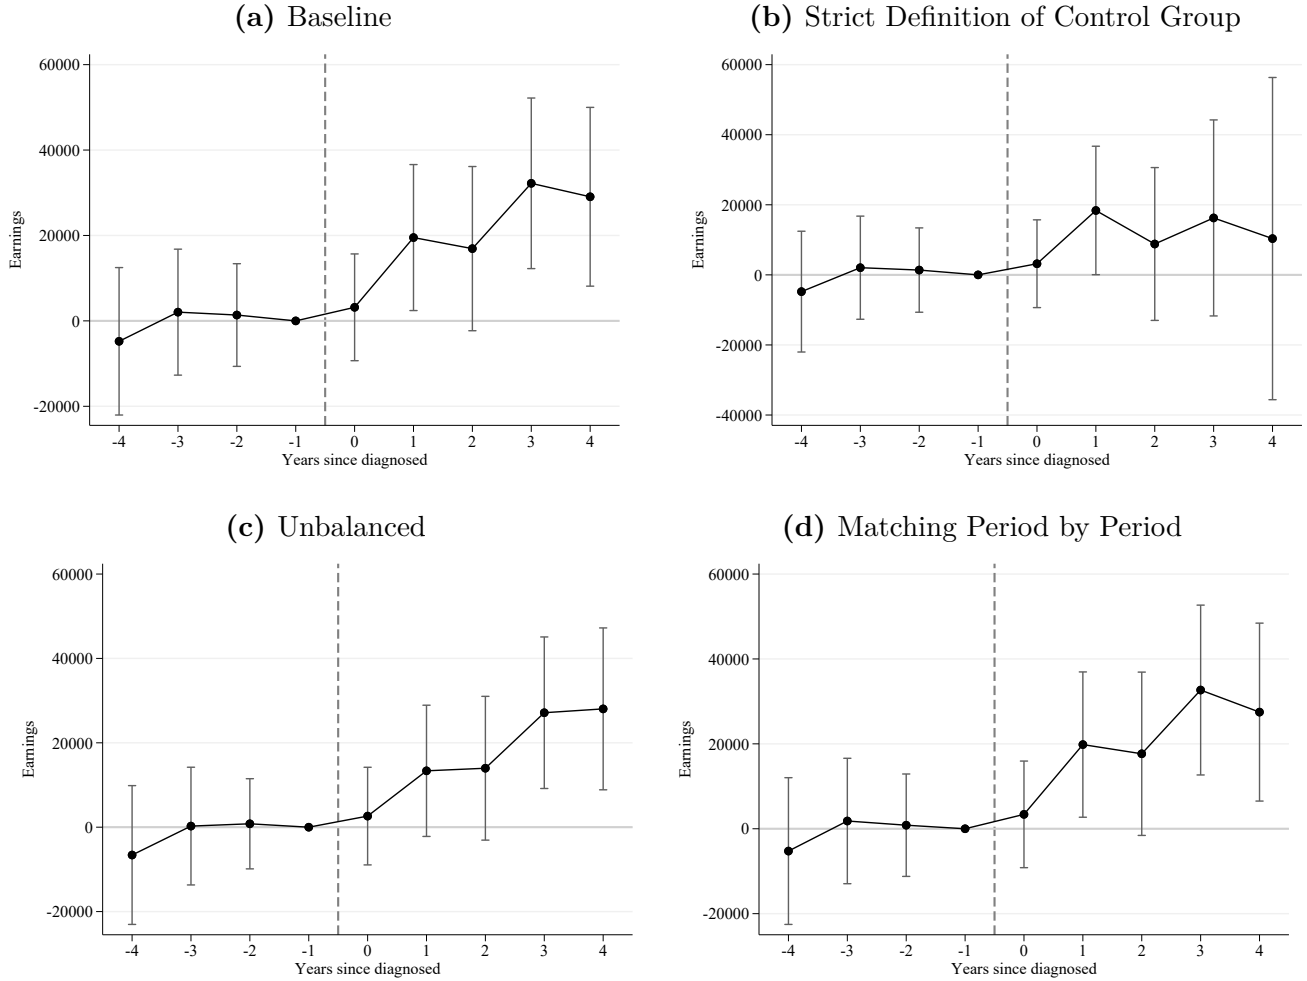 (a) Baseline
60000
40000
20000
0
-20000
Earnings
-4 -3 -2 -1 0 1 2 3 4
Years since diagnosed
(b) Strict Definition of Control Group
60000
40000
20000
0
-20000
-40000
Earnings
-4 -3 -2 -1 0 1 2 3 4
Years since diagnosed
(c) Unbalanced
60000
40000
20000
0
-20000
Earnings
-4 -3 -2 -1 0 1 2 3 4
Years since diagnosed
(d) Matching Period by Period
60000
40000
20000
0
-20000
Earnings
-4 -3 -2 -1 0 1 2 3 4
Years since diagnosed